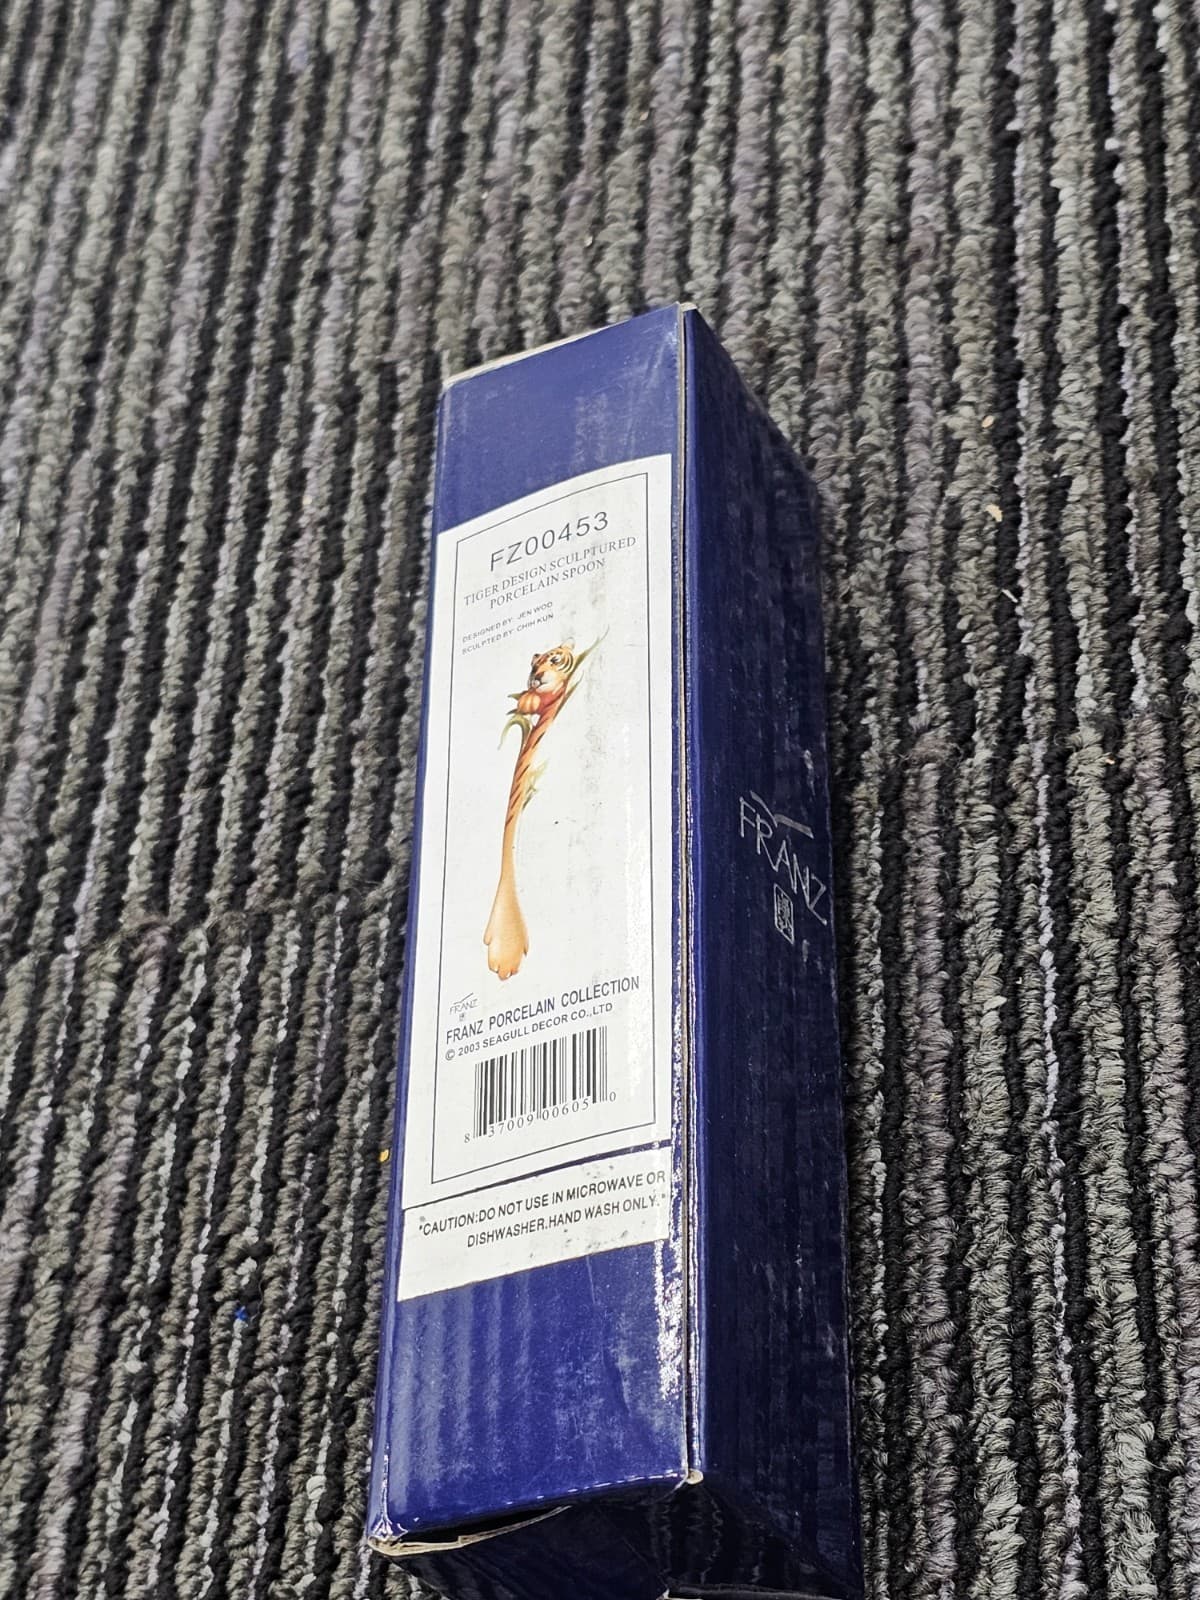 FZ00453
TIGER DESIGN SCULPTURED
PORCELAIN SPOON
DESIGNED BY: JEN WOO
SCULPTED BY: CHIH KUN
FRANZ
FRANZ PORCELAIN COLLECTION
© 2003 SEAGULL DECOR CO.,LTD
8 37009 00605 0
*CAUTION:DO NOT USE IN MICROWAVE OR
DISHWASHER.HAND WASH ONLY.*
FRANZ